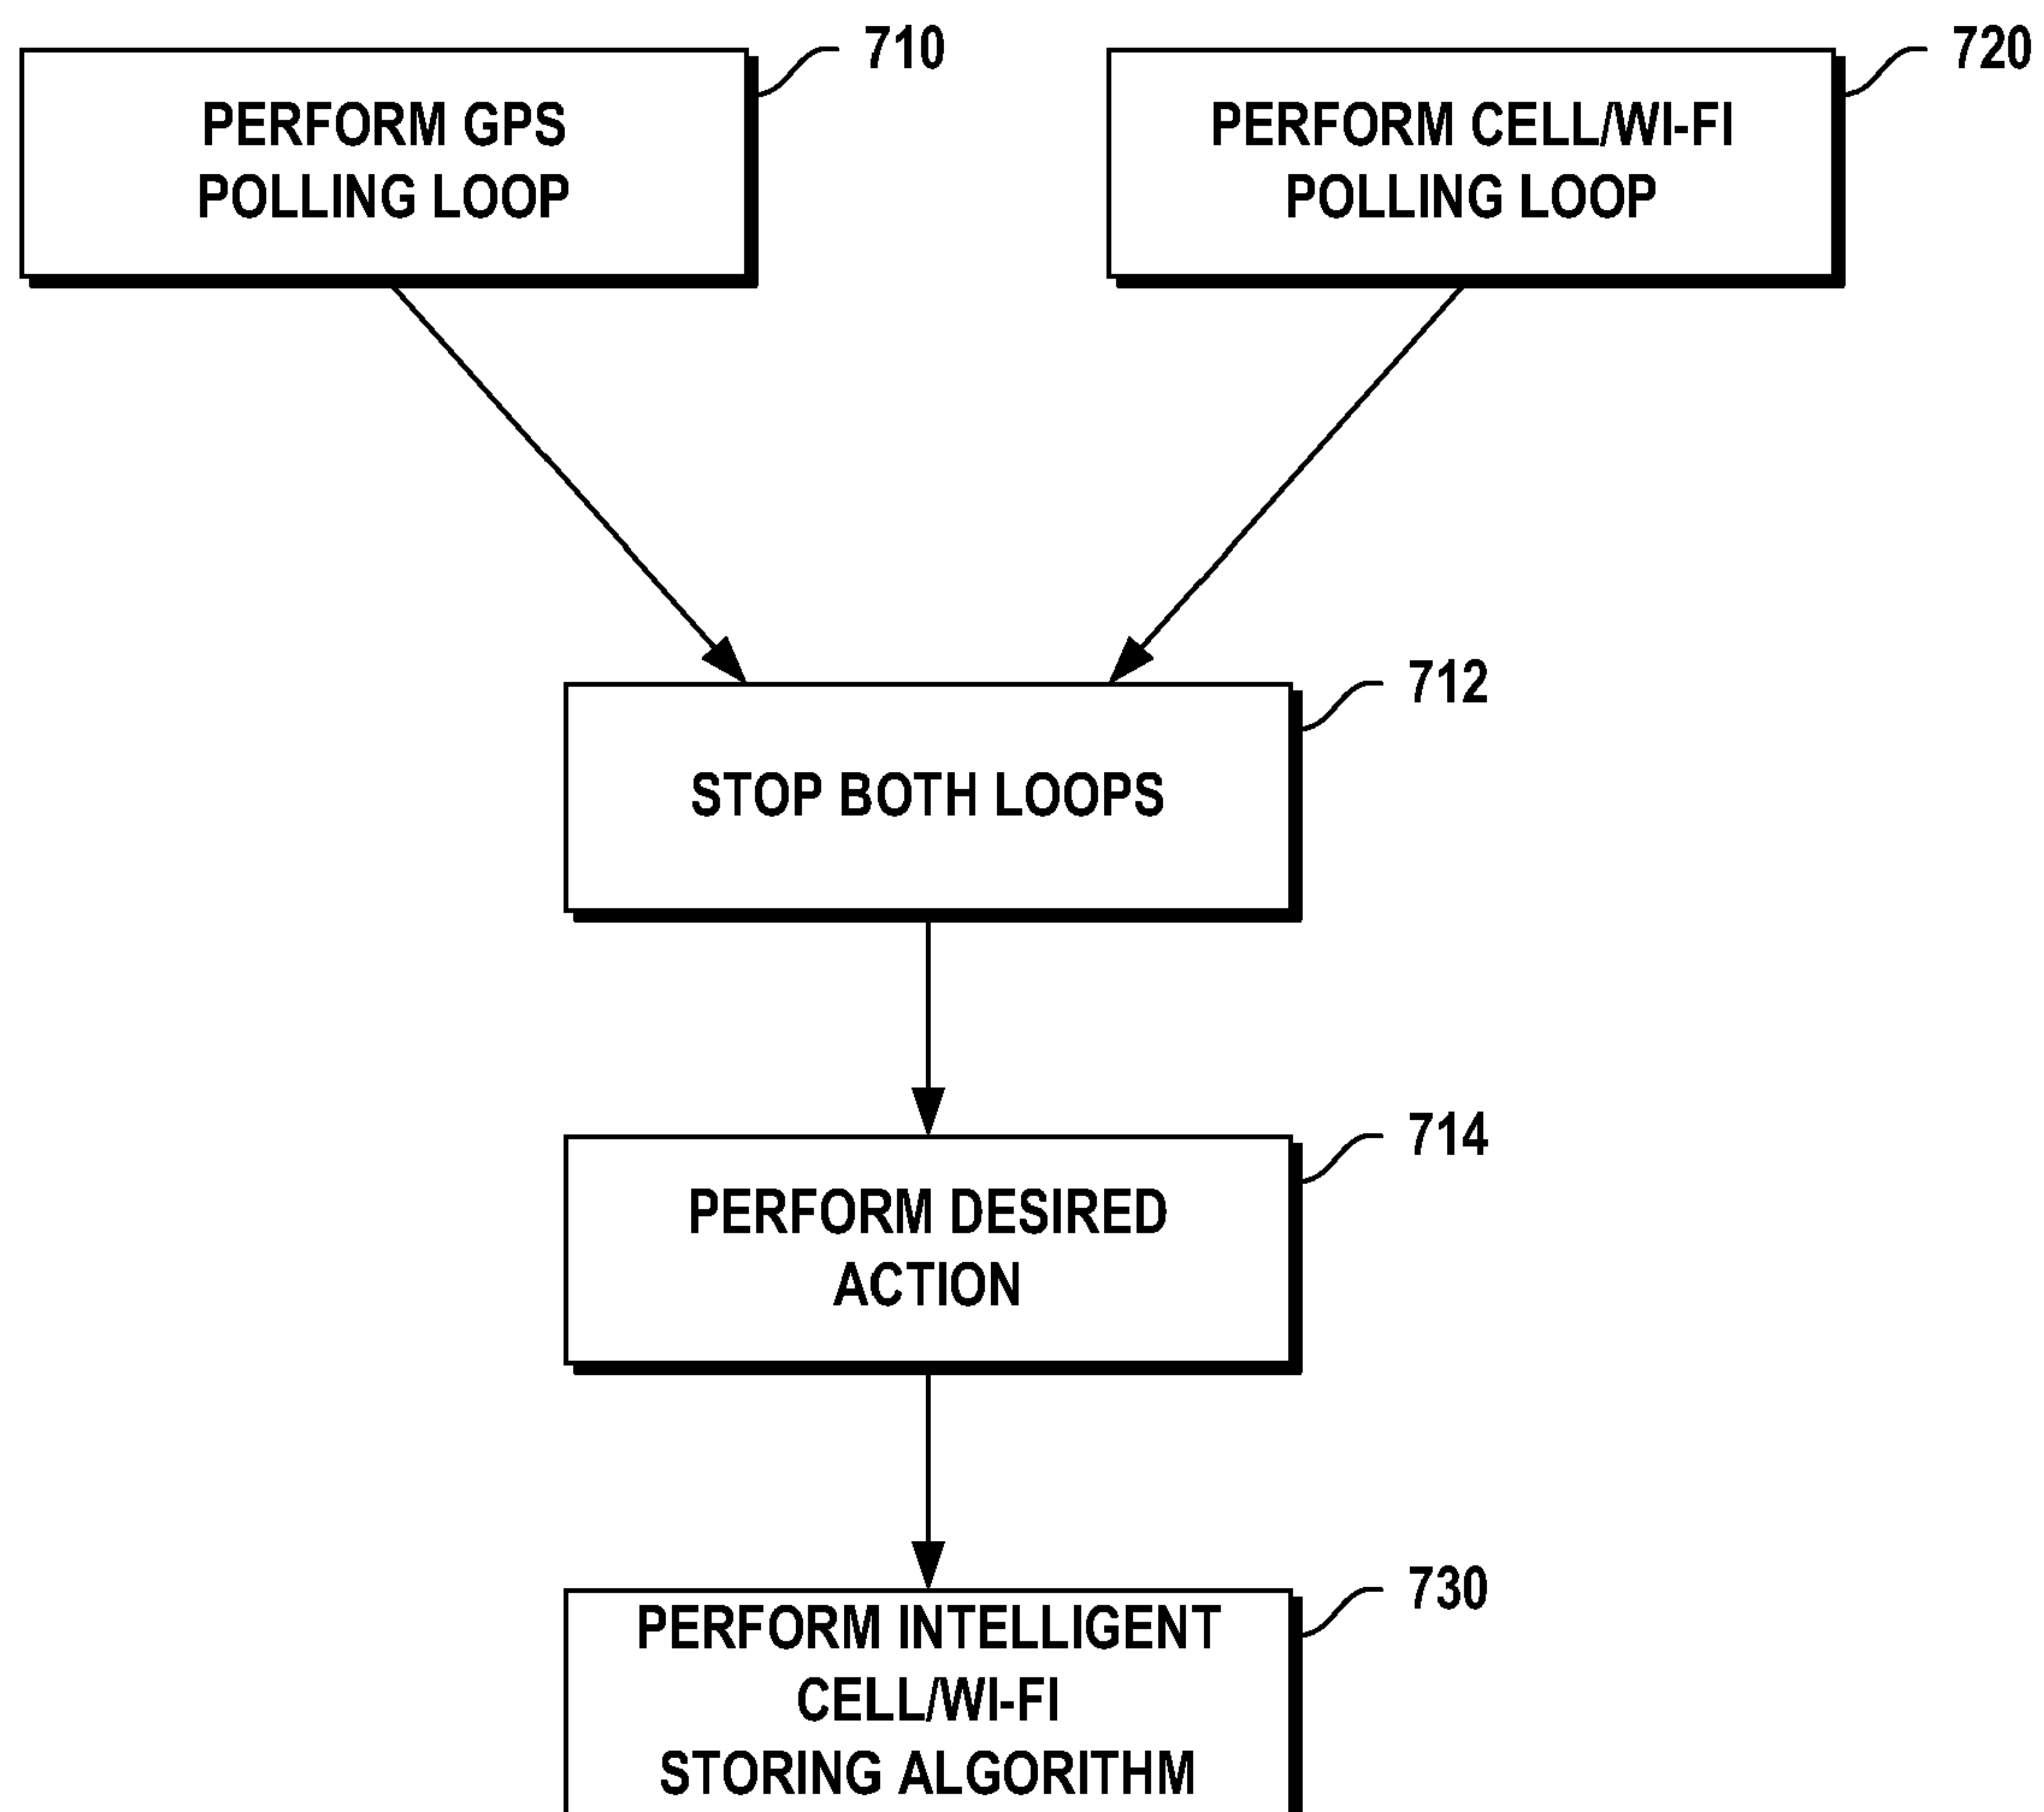 710
PERFORM GPS
POLLING LOOP
720
PERFORM CELL/WI-FI
POLLING LOOP
712
STOP BOTH LOOPS
714
PERFORM DESIRED
ACTION
730
PERFORM INTELLIGENT
CELL/WI-FI
STORING ALGORITHM